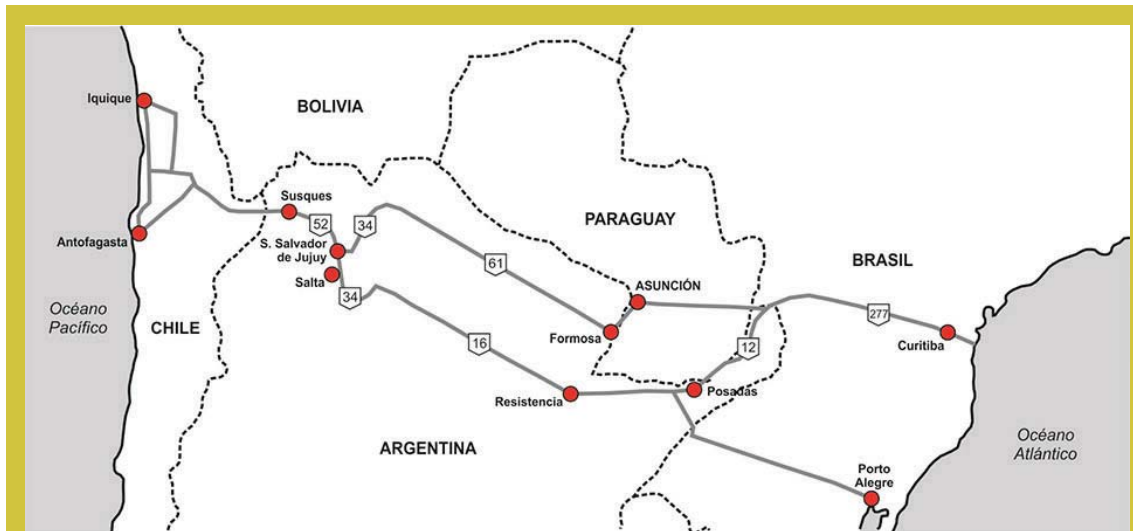 Iquique
BOLIVIA
Susques
52
34
PARAGUAY
Antofagasta
S. Salvador
de Jujuy
BRASIL
61
ASUNCIÓN
Salta
34
Océano
Pacífico
CHILE
277
Formosa
16
12
Curitiba
Resistencia
Posadas
ARGENTINA
Océano
Atlántico
Porto
Alegre